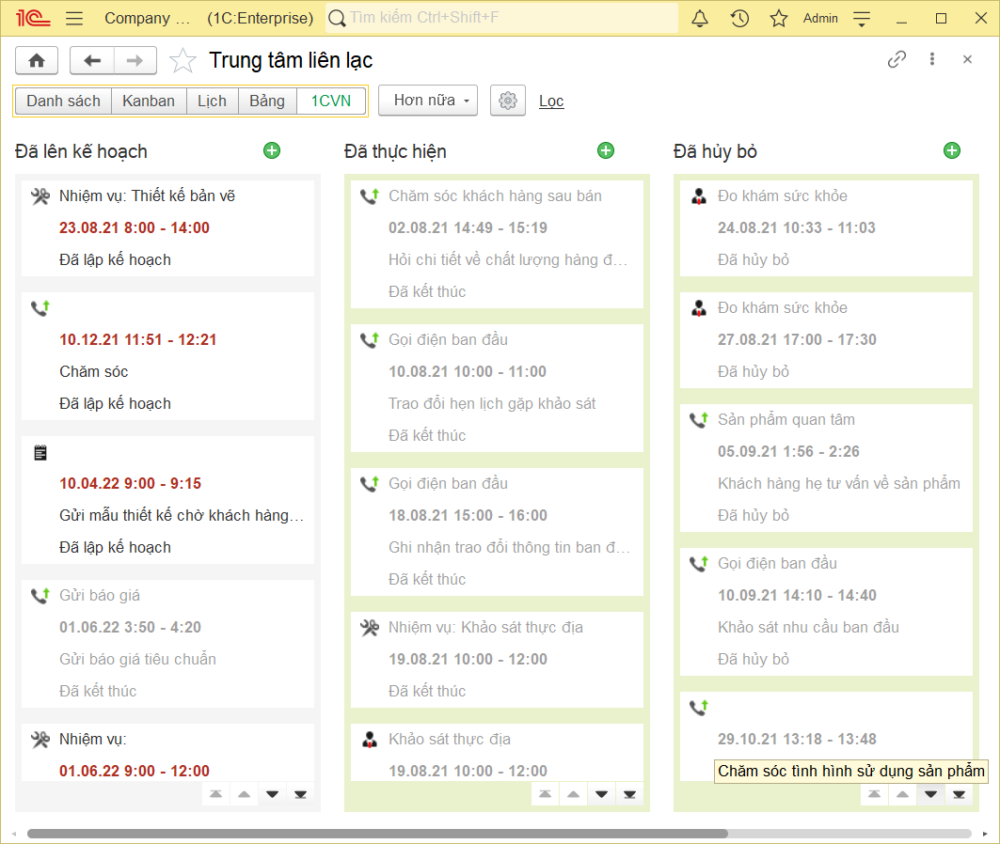 1C Company ... (1C:Enterprise) Tìm kiếm Ctrl+Shift+F Admin
Trung tâm liên lạc
Danh sách Kanban Lịch Bảng 1CVN Hơn nữa Lọc
Đã lên kế hoạch
Nhiệm vụ: Thiết kế bản vẽ
23.08.21 8:00 - 14:00
Đã lập kế hoạch
10.12.21 11:51 - 12:21
Chăm sóc
Đã lập kế hoạch
10.04.22 9:00 - 9:15
Gửi mẫu thiết kế chờ khách hàng...
Đã lập kế hoạch
Gửi báo giá
01.06.22 3:50 - 4:20
Gửi báo giá tiêu chuẩn
Đã kết thúc
Nhiệm vụ:
01.06.22 9:00 - 12:00
Đã thực hiện
Chăm sóc khách hàng sau bán
02.08.21 14:49 - 15:19
Hỏi chi tiết về chất lượng hàng đ...
Đã kết thúc
Gọi điện ban đầu
10.08.21 10:00 - 11:00
Trao đổi hẹn lịch gặp khảo sát
Đã kết thúc
Gọi điện ban đầu
18.08.21 15:00 - 16:00
Ghi nhận trao đổi thông tin ban đ...
Đã kết thúc
Nhiệm vụ: Khảo sát thực địa
19.08.21 10:00 - 12:00
Đã kết thúc
Khảo sát thực địa
19.08.21 10:00 - 12:00
Đã hủy bỏ
Đo khám sức khỏe
24.08.21 10:33 - 11:03
Đã hủy bỏ
Đo khám sức khỏe
27.08.21 17:00 - 17:30
Đã hủy bỏ
Sản phẩm quan tâm
05.09.21 1:56 - 2:26
Khách hàng hẹ tư vấn về sản phẩm
Đã hủy bỏ
Gọi điện ban đầu
10.09.21 14:10 - 14:40
Khảo sát nhu cầu ban đầu
Đã hủy bỏ
29.10.21 13:18 - 13:48
Chăm sóc tình hình sử dụng sản phẩm